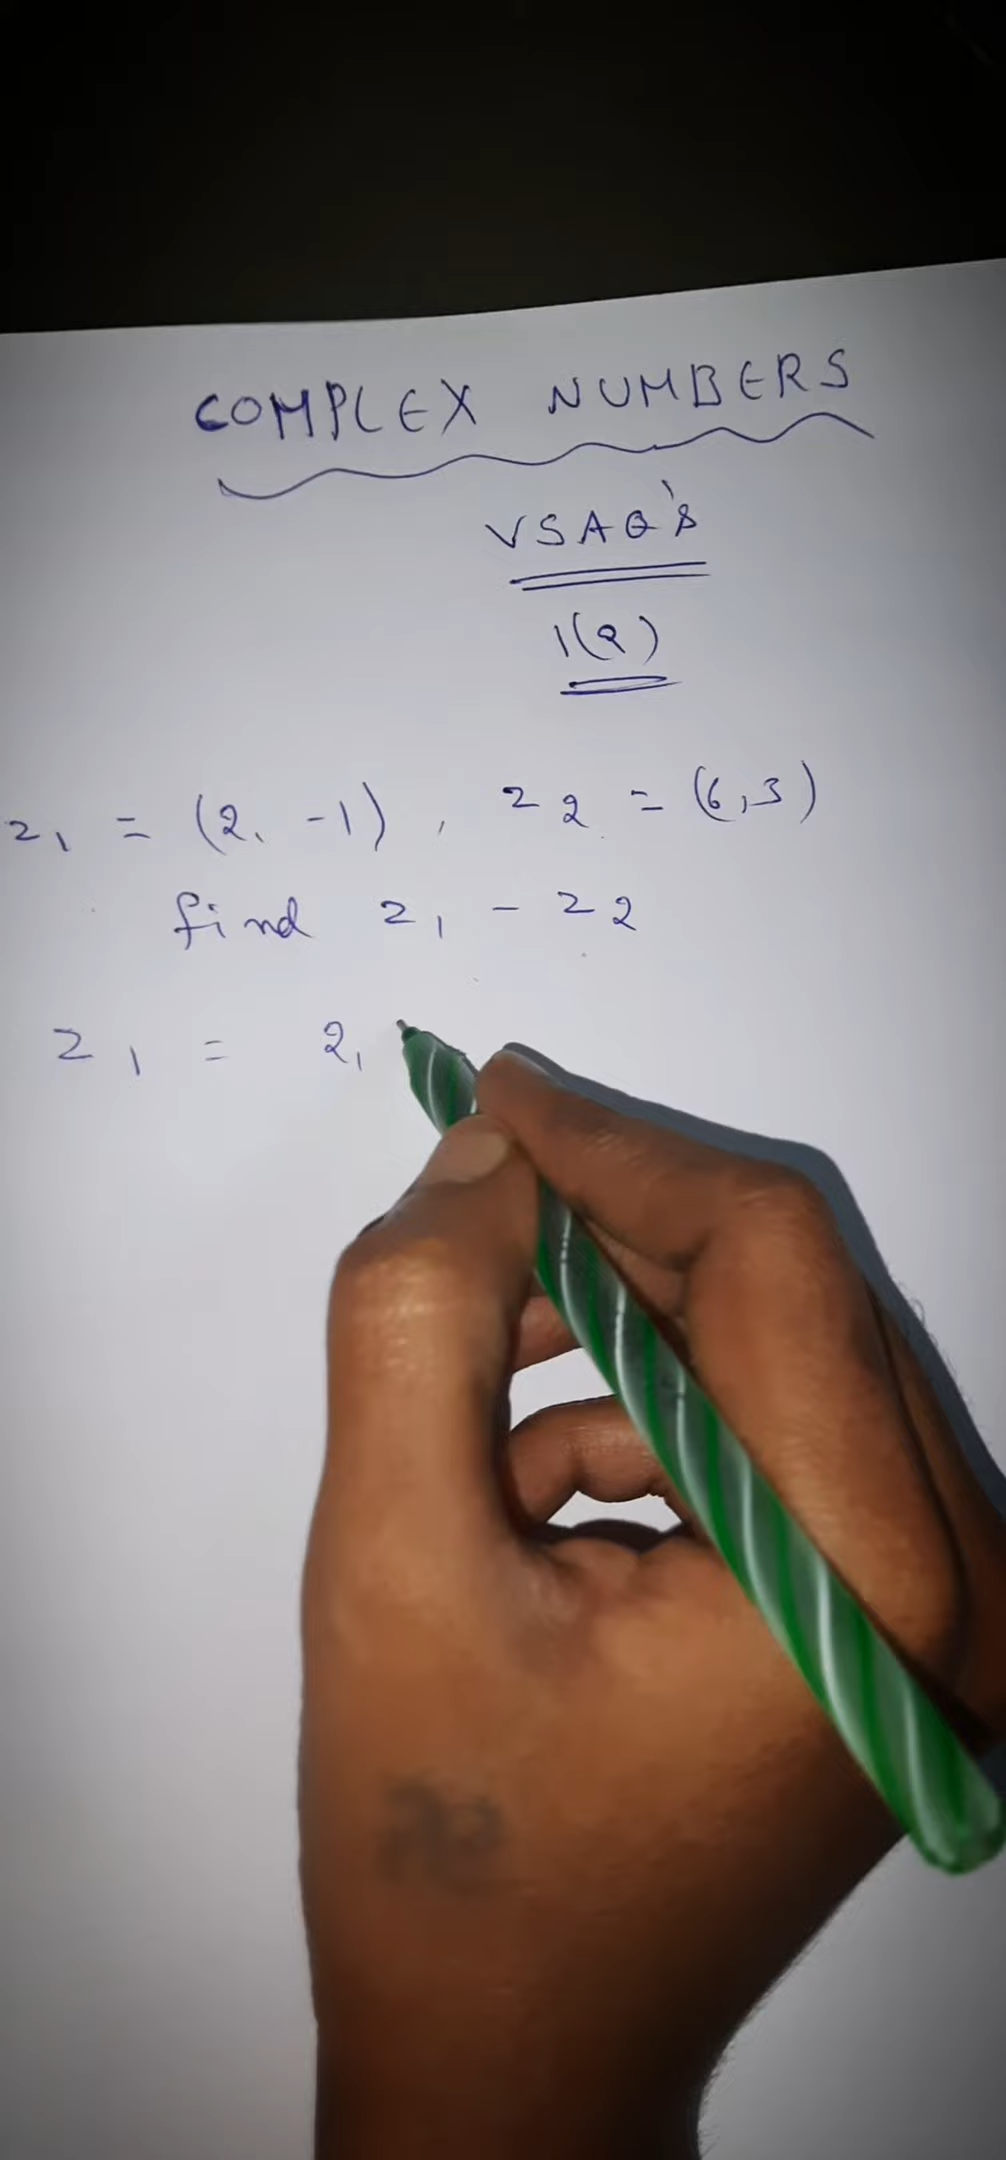 COMPLEX NUMBERS
VSAQ's
1(Q)
z1 = (2, -1), z2 = (6,3)
find z1 - z2
z1 = 2,